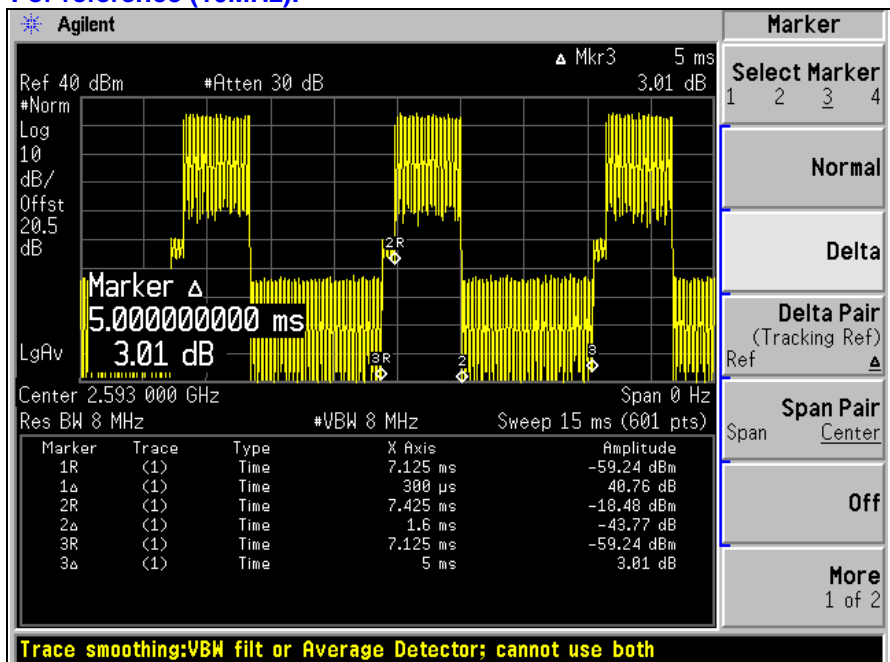 Agilent
Marker
Mkr3 5 ms
3.01 dB
Ref 40 dBm #Atten 30 dB
#Norm
Log
10
dB/
Offst
20.5
dB
LgAv
2R
3R
2
3
Marker Δ
5.000000000 ms
3.01 dB
Center 2.593 000 GHz Span 0 Hz
Res BW 8 MHz #VBW 8 MHz Sweep 15 ms (601 pts)
Marker Trace Type X Axis Amplitude
1R (1) Time 7.125 ms -59.24 dBm
1Δ (1) Time 300 µs 40.76 dB
2R (1) Time 7.425 ms -18.48 dBm
2Δ (1) Time 1.6 ms -43.77 dB
3R (1) Time 7.125 ms -59.24 dBm
3Δ (1) Time 5 ms 3.01 dB
Select Marker
1 2 3 4
Normal
Delta
Delta Pair
(Tracking Ref)
Ref Δ
Span Pair
Span Center
Off
More
1 of 2
Trace smoothing:VBW filt or Average Detector; cannot use both